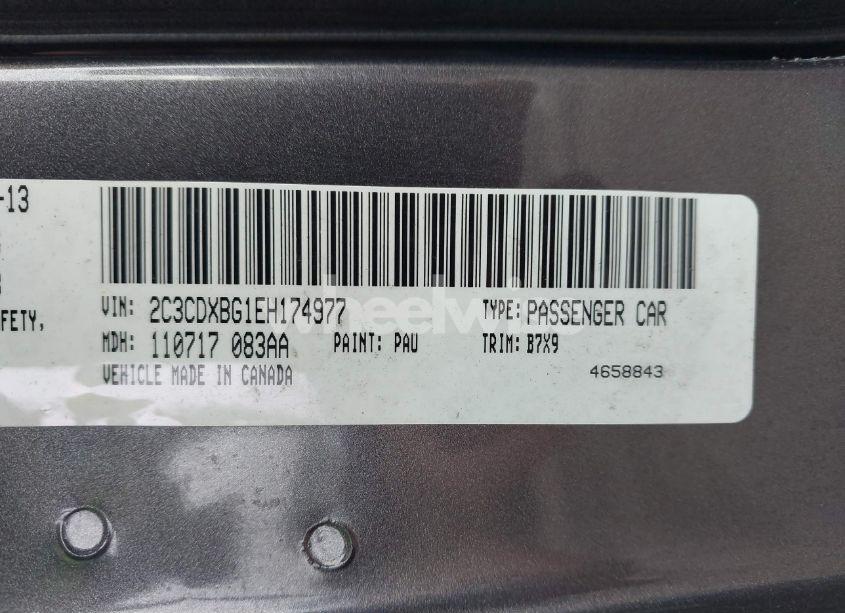 -13
FETY,
VIN: 2C3CDXBG1EH174977 TYPE: PASSENGER CAR
MDH: 110717 083AA PAINT: PAU TRIM: B7X9
VEHICLE MADE IN CANADA 4658843